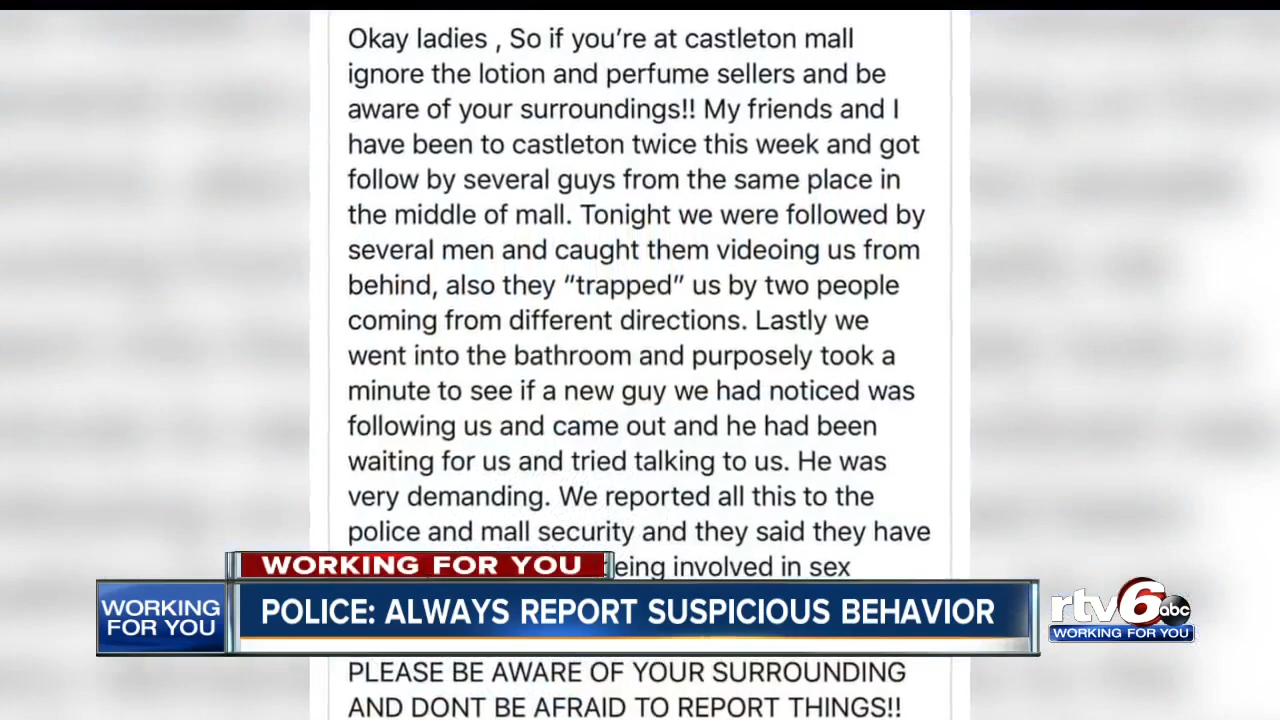 Okay ladies , So if you’re at castleton mall
ignore the lotion and perfume sellers and be
aware of your surroundings!! My friends and I
have been to castleton twice this week and got
follow by several guys from the same place in
the middle of mall. Tonight we were followed by
several men and caught them videoing us from
behind, also they “trapped” us by two people
coming from different directions. Lastly we
went into the bathroom and purposely took a
minute to see if a new guy we had noticed was
following us and came out and he had been
waiting for us and tried talking to us. He was
very demanding. We reported all this to the
police and mall security and they said they have
involved in sex
WORKING FOR YOU
WORKING
FOR YOU
POLICE: ALWAYS REPORT SUSPICIOUS BEHAVIOR
rtv6 abc
WORKING FOR YOU
PLEASE BE AWARE OF YOUR SURROUNDING
AND DONT BE AFRAID TO REPORT THINGS!!